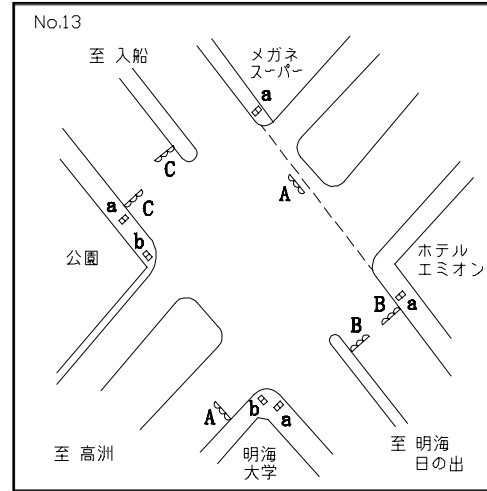 No.13
至 入船
メガネ
スーパー
a
A
C
C
a
b
公園
ホテル
エミオン
B
a
B
A
b
a
至 高洲
明海
大学
至 明海
日の出